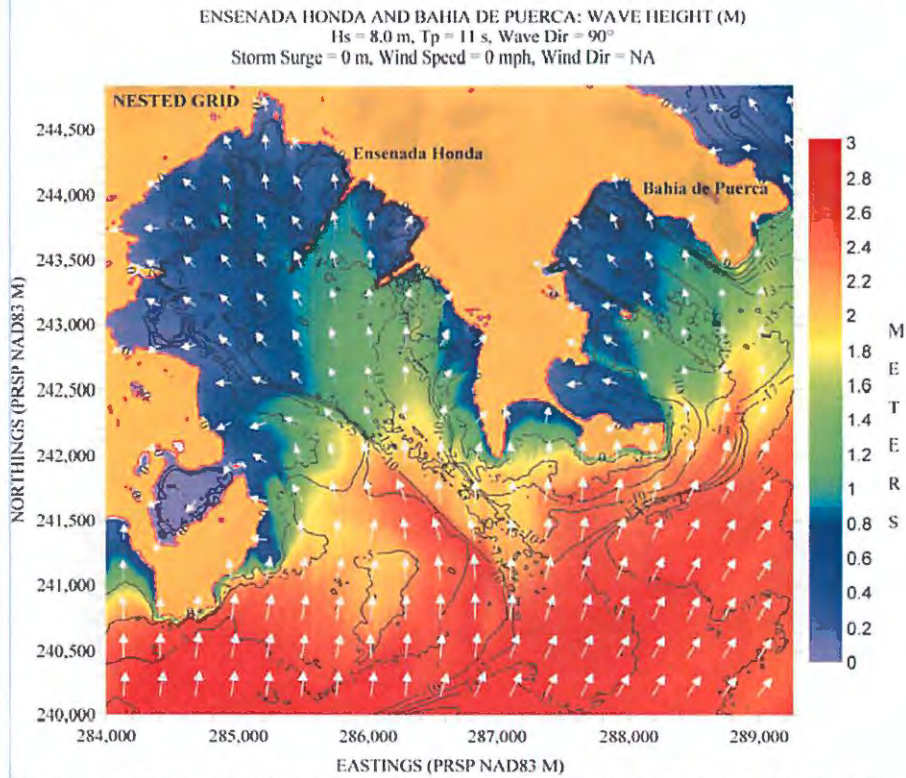 ENSENADA HONDA AND BAHIA DE PUERCA: WAVE HEIGHT (M)
Hs = 8.0 m, Tp = 11 s, Wave Dir = 90°
Storm Surge = 0 m, Wind Speed = 0 mph, Wind Dir = NA
NESTED GRID
Ensenada Honda
Bahia de Puerca
244,500
244,000
243,500
243,000
242,500
242,000
241,500
241,000
240,500
240,000
NORTHINGS (PRSP NAD83 M)
284,000 285,000 286,000 287,000 288,000 289,000
EASTINGS (PRSP NAD83 M)
3
2.8
2.6
2.4
2.2
2
1.8
1.6
1.4
1.2
1
0.8
0.6
0.4
0.2
0
METERS